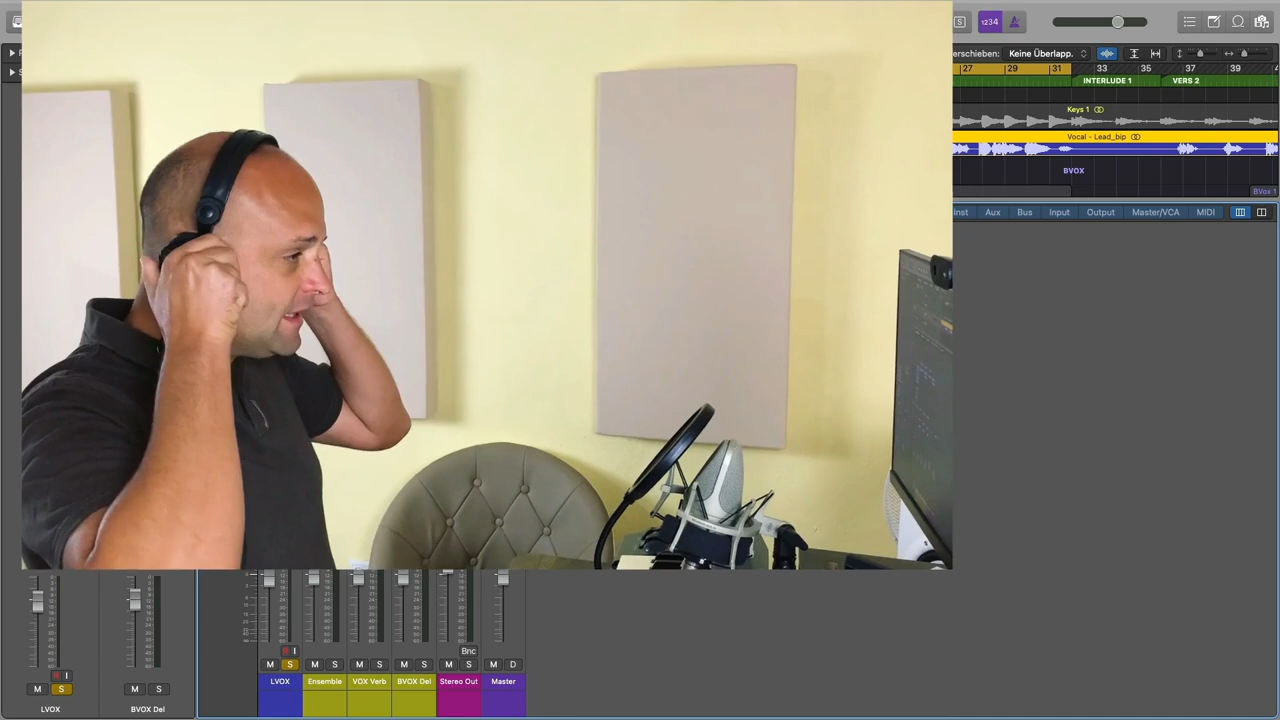 S 1234
erschieben: Keine Überlapp.
27 29 31 33 35 37 39
INTERLUDE 1 VERS 2
Keys 1
Vocal - Lead_bip
BVOX
BVox 1
Inst Aux Bus Input Output Master/VCA MIDI
R I
Bnc
M S M S M S M S M S M D
LVOX Ensemble VOX Verb BVOX Del Stereo Out Master
R I
M S M S
LVOX BVOX Del